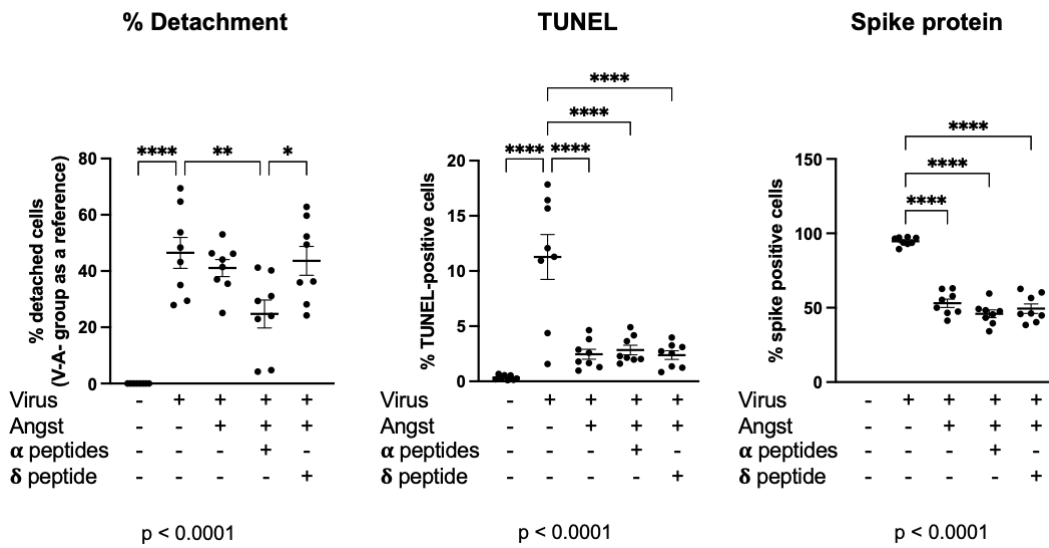 % Detachment
TUNEL
Spike protein
**** ** *
% detached cells
(V-A- group as a reference)
80
60
40
20
0
****
****
**** ****
% TUNEL-positive cells
20
15
10
5
0
****
****
****
% spike positive cells
150
100
50
0
Virus - + + + +
Angst - - + + +
α peptides - - - + -
δ peptide - - - - +
Virus - + + + +
Angst - - + + +
α peptides - - - + -
δ peptide - - - - +
Virus - + + + +
Angst - - + + +
α peptides - - - + -
δ peptide - - - - +
p < 0.0001
p < 0.0001
p < 0.0001